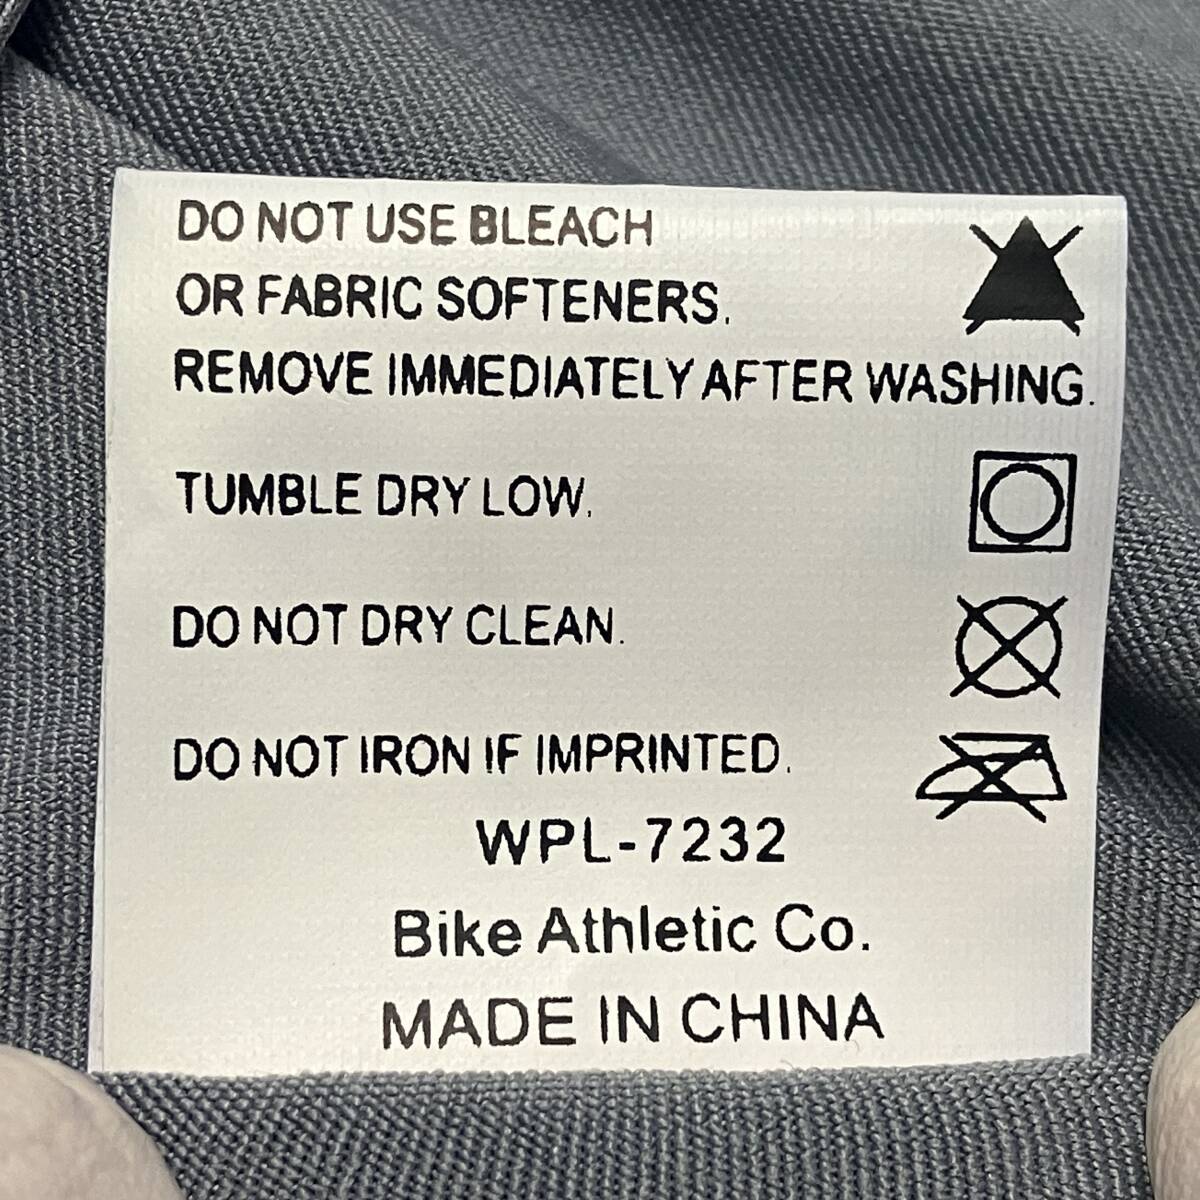 DO NOT USE BLEACH
OR FABRIC SOFTENERS.
REMOVE IMMEDIATELY AFTER WASHING.
TUMBLE DRY LOW.
DO NOT DRY CLEAN.
DO NOT IRON IF IMPRINTED.
WPL-7232
Bike Athletic Co.
MADE IN CHINA